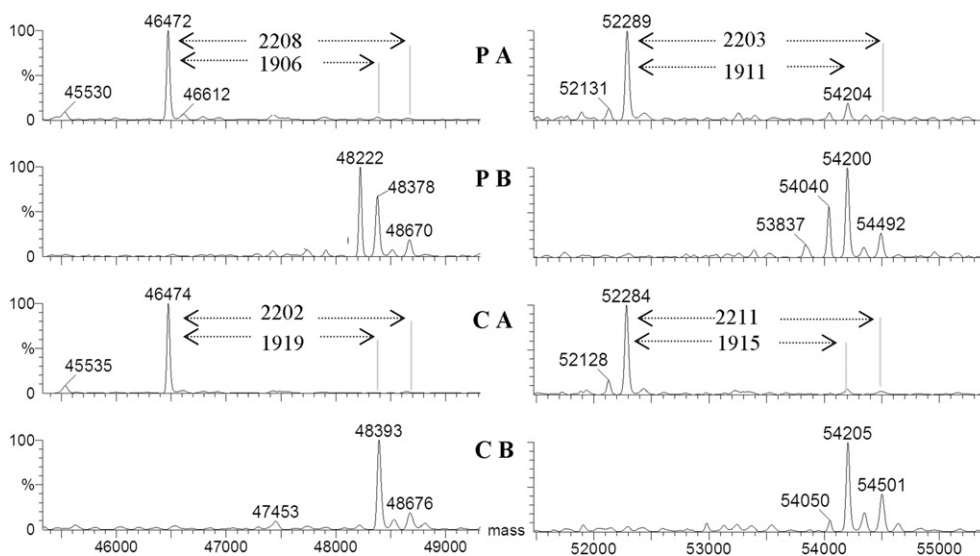 100 46472 2208 1906 P A 52289 2203 1911
% 45530 46612 52131 54204
0
100 48222 P B 54200
% 48378 54040
48670 53837 54492
0
100 46474 2202 1919 C A 52284 2211 1915
% 45535 52128
0
100 48393 C B 54205
% 47453 48676 54050 54501
0 mass
46000 47000 48000 49000 52000 53000 54000 55000